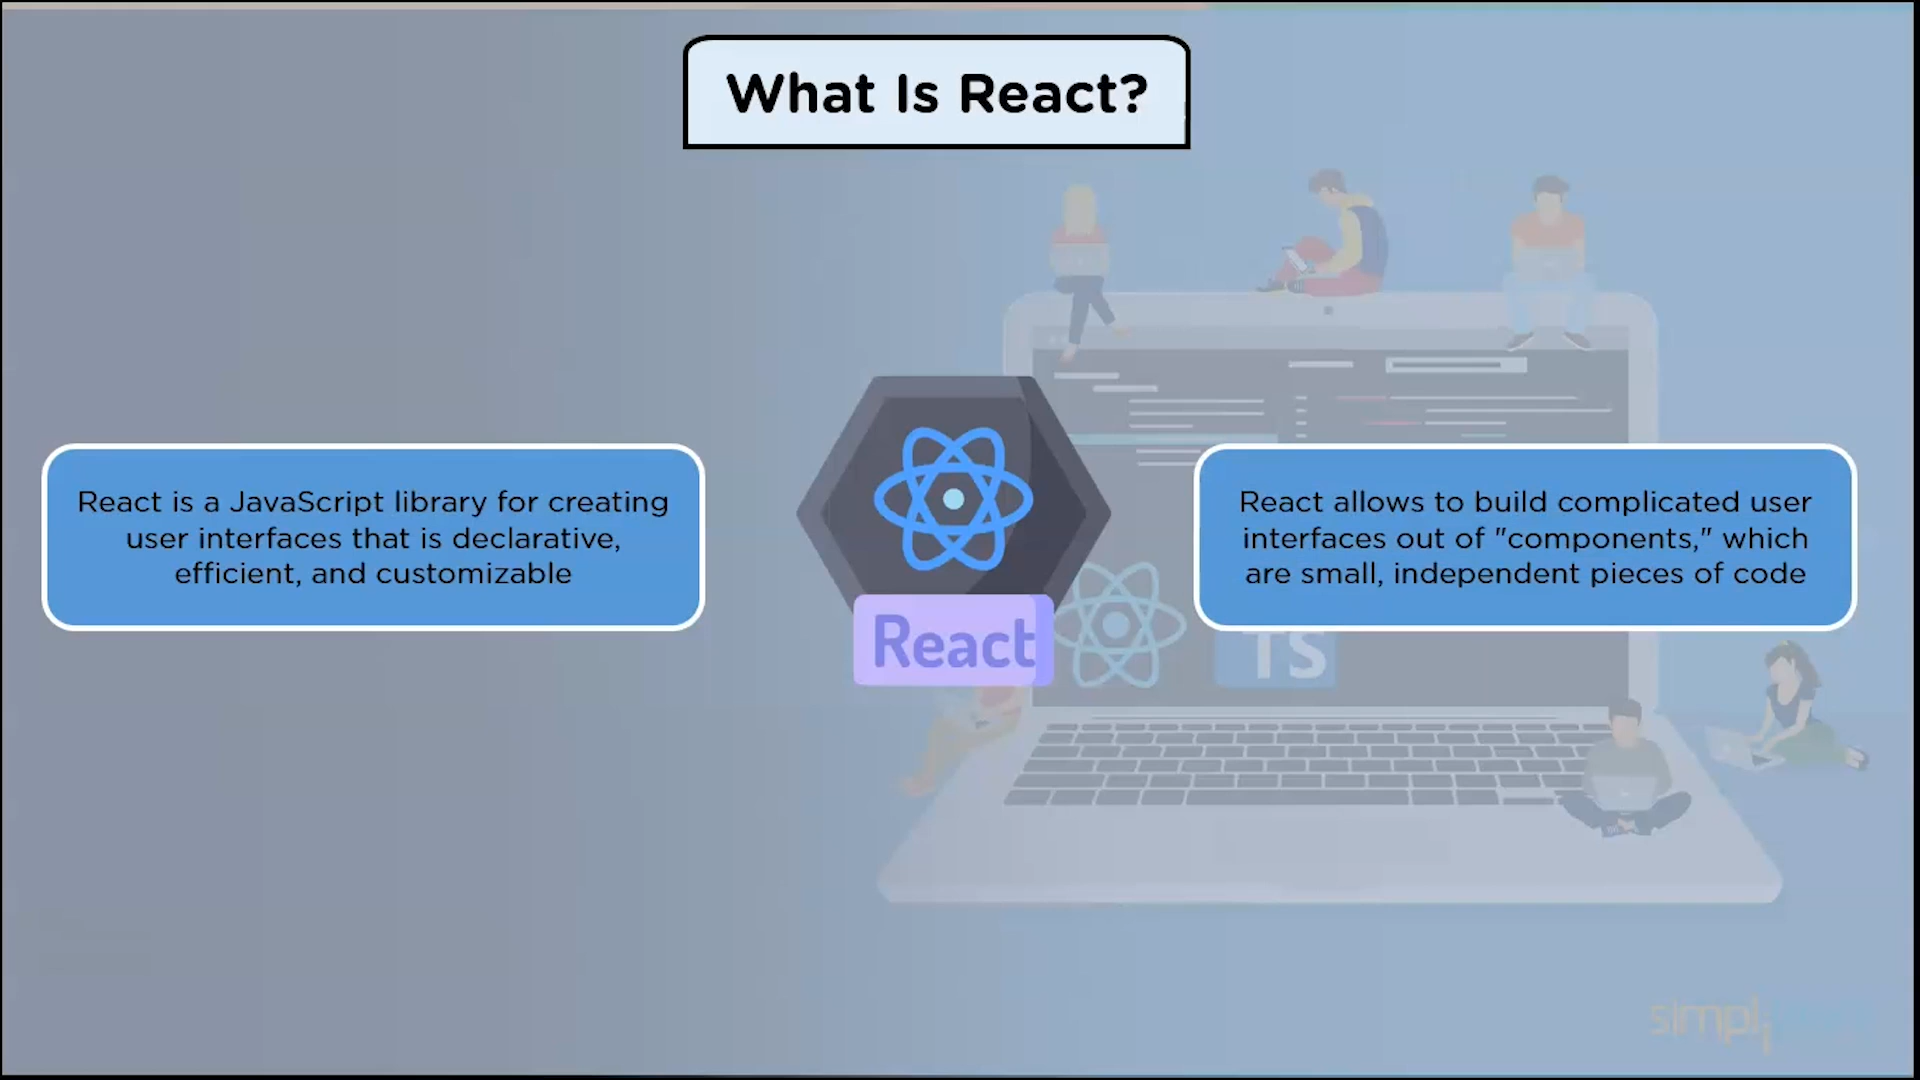 What Is React?
React is a JavaScript library for creating
user interfaces that is declarative,
efficient, and customizable
React
TS
React allows to build complicated user
interfaces out of "components," which
are small, independent pieces of code
simpl